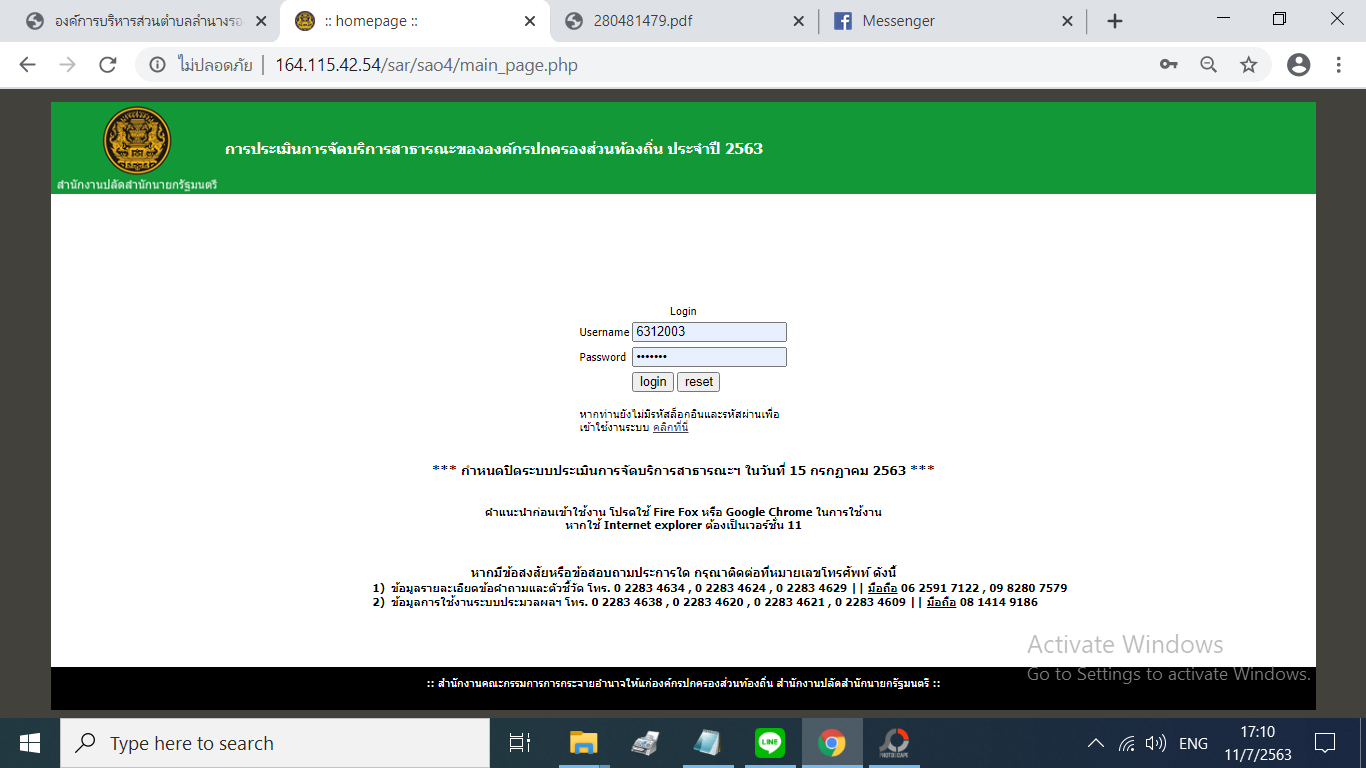 องค์การบริหารส่วนตำบลลำนางรอง
:: homepage ::
280481479.pdf
Messenger
ไม่ปลอดภัย
164.115.42.54/sar/sao4/main_page.php
การประเมินการจัดบริการสาธารณะขององค์กรปกครองส่วนท้องถิ่น ประจำปี 2563
สำนักงานปลัดสำนักนายกรัฐมนตรี
Login
Username 6312003
Password •••••••
login reset
หากท่านยังไม่มีรหัสล็อกอินและรหัสผ่านเพื่อ
เข้าใช้งานระบบ คลิกที่นี่
*** กำหนดปิดระบบประเมินการจัดบริการสาธารณะฯ ในวันที่ 15 กรกฏาคม 2563 ***
คำแนะนำก่อนเข้าใช้งาน โปรดใช้ Fire Fox หรือ Google Chrome ในการใช้งาน
หากใช้ Internet explorer ต้องเป็นเวอร์ชั่น 11
หากมีข้อสงสัยหรือข้อสอบถามประการใด กรุณาติดต่อที่หมายเลขโทรศัพท์ ดังนี้
1) ข้อมูลรายละเอียดข้อคำถามและตัวชี้วัด โทร. 0 2283 4634 , 0 2283 4624 , 0 2283 4629 || มือถือ 06 2591 7122 , 09 8280 7579
2) ข้อมูลการใช้งานระบบประมวลผลฯ โทร. 0 2283 4638 , 0 2283 4620 , 0 2283 4621 , 0 2283 4609 || มือถือ 08 1414 9186
Activate Windows
Go to Settings to activate Windows.
:: สำนักงานคณะกรรมการการกระจายอำนาจให้แก่องค์กรปกครองส่วนท้องถิ่น สำนักงานปลัดสำนักนายกรัฐมนตรี ::
Type here to search
LINE
PHOTOSCAPE
ENG
17:10
11/7/2563